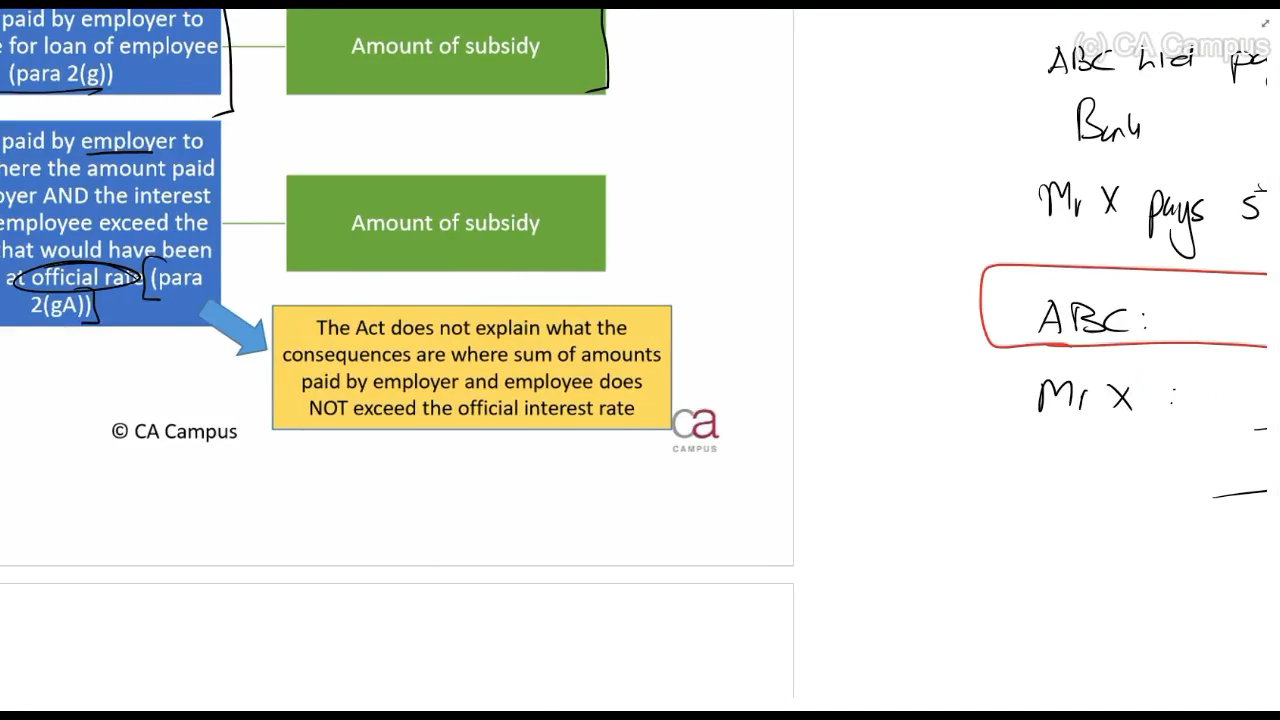 paid by employer to
for loan of employee
(para 2(g))
Amount of subsidy
paid by employer to
here the amount paid
oyer AND the interest
employee exceed the
hat would have been
at official rate (para
2(gA))
Amount of subsidy
The Act does not explain what the
consequences are where sum of amounts
paid by employer and employee does
NOT exceed the official interest rate
© CA Campus
ca
CAMPUS
(c) CA Campus
ABC Ltd
Bank
Mr X pays
ABC:
Mr X :